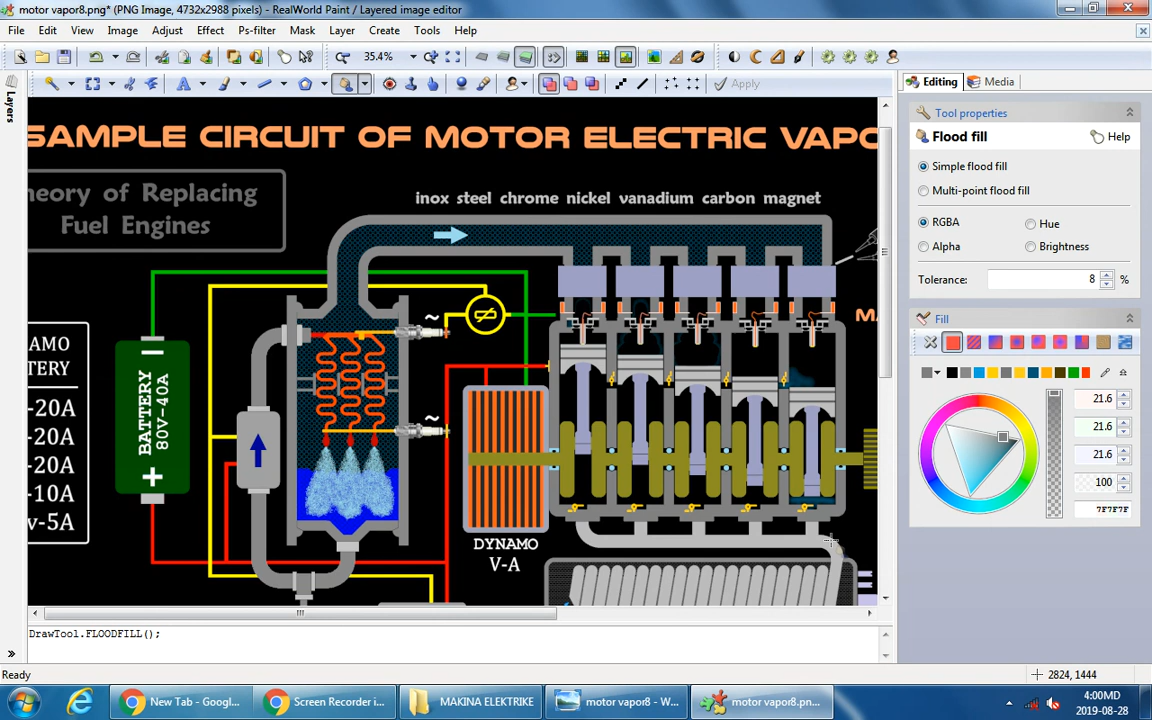 motor vapor8.png* (PNG Image, 4732x2988 pixels) - RealWorld Paint / Layered image editor
File Edit View Image Adjust Effect Ps-filter Mask Layer Create Tools Help
35.4%
Apply
Layers
Editing Media
Tool properties
Flood fill Help
Simple flood fill
Multi-point flood fill
RGBA Hue
Alpha Brightness
Tolerance: 8 %
Fill
21.6
21.6
21.6
100
7F7F7F
SAMPLE CIRCUIT OF MOTOR ELECTRIC VAPO
heory of Replacing
Fuel Engines
inox steel chrome nickel vanadium carbon magnet
MA
AMO
TERY
-20A
-20A
-20A
-10A
v-5A
BATTERY
80V-40A
~
~
DYNAMO
V-A
DrawTool.FLOODFILL();
Ready
2824, 1444
New Tab - Googl...
Screen Recorder i...
MAKINA ELEKTRIKE
motor vapor8 - W...
motor vapor8.pn...
4:00MD
2019-08-28